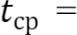 t_cp =